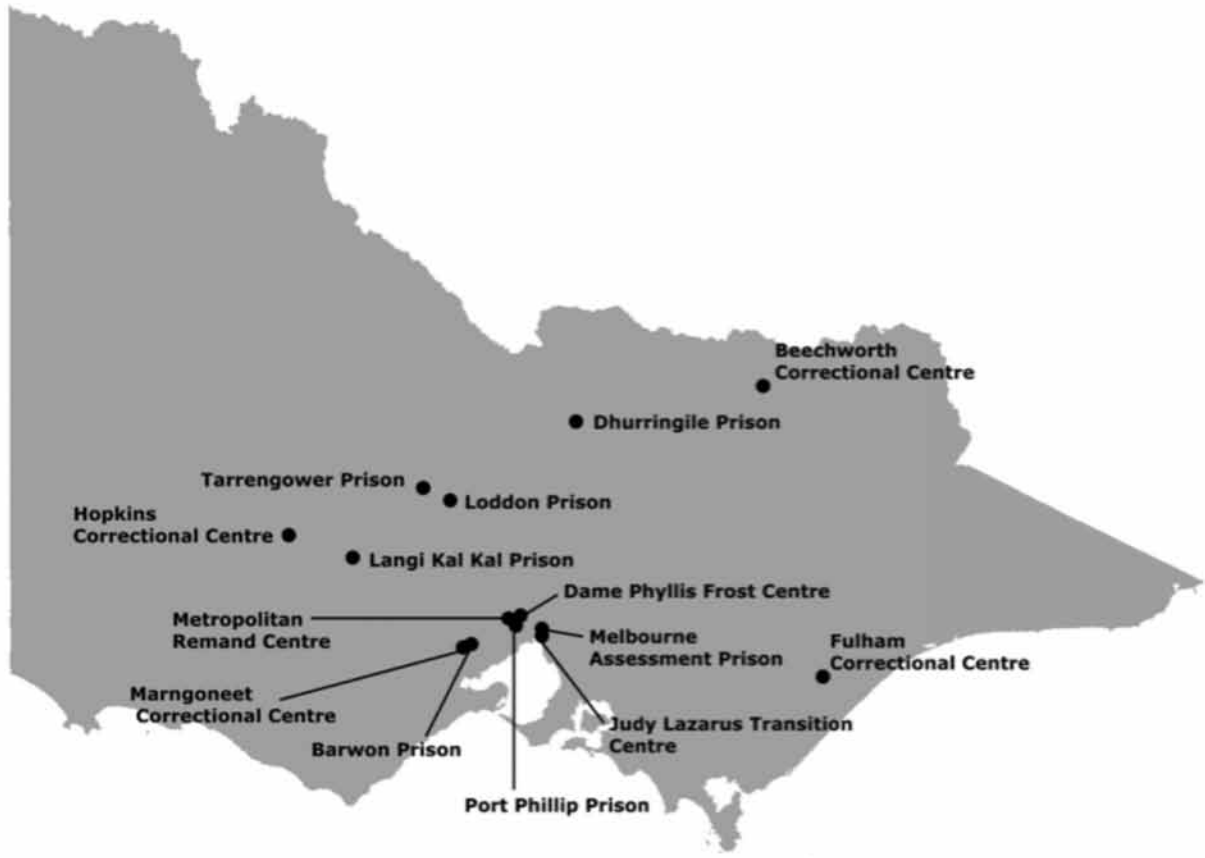 Beechworth
Correctional Centre
Dhurringile Prison
Tarrengower Prison
Loddon Prison
Hopkins
Correctional Centre
Langi Kal Kal Prison
Dame Phyllis Frost Centre
Metropolitan
Remand Centre
Melbourne
Assessment Prison
Fulham
Correctional Centre
Marngoneet
Correctional Centre
Judy Lazarus Transition
Centre
Barwon Prison
Port Phillip Prison